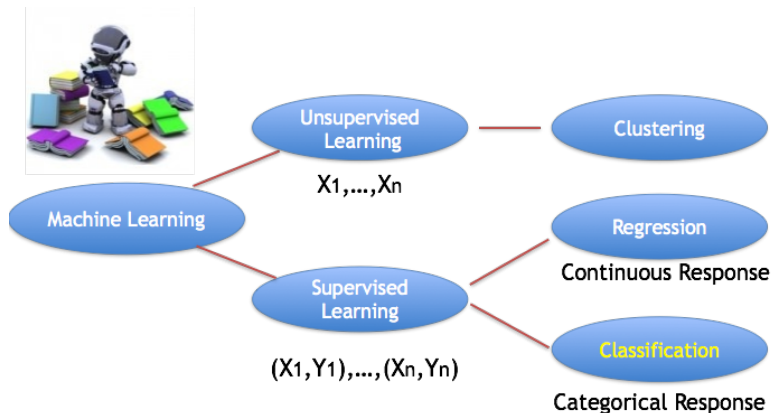 Unsupervised
Learning
X1,...,Xn
Clustering
Machine Learning
Regression
Continuous Response
Supervised
Learning
(X1,Y1),...,(Xn,Yn)
Classification
Categorical Response